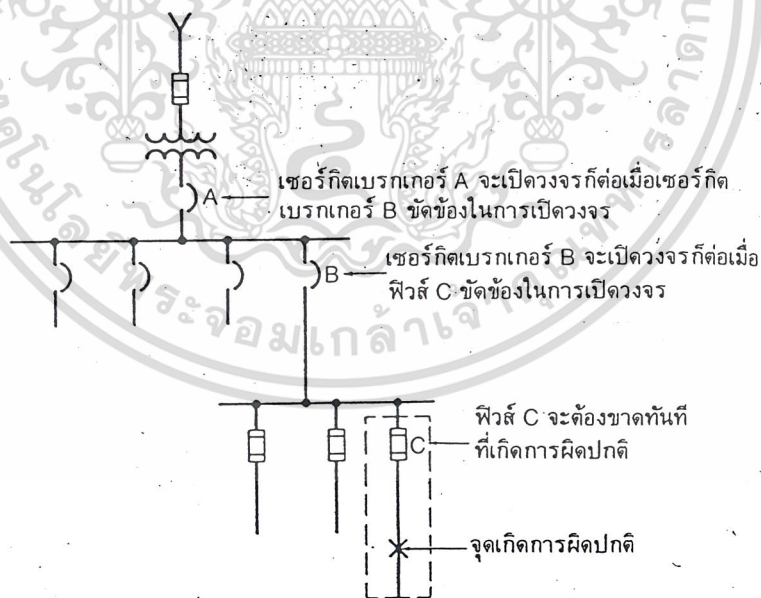 A
เซอร์กิตเบรกเกอร์ A จะเปิดวงจรก็ต่อเมื่อเซอร์กิต
เบรกเกอร์ B ขัดข้องในการเปิดวงจร
B
เซอร์กิตเบรกเกอร์ B จะเปิดวงจรก็ต่อเมื่อ
ฟิวส์ C ขัดข้องในการเปิดวงจร
C
ฟิวส์ C จะต้องขาดทันที
ที่เกิดการผิดปกติ
จุดเกิดการผิดปกติ